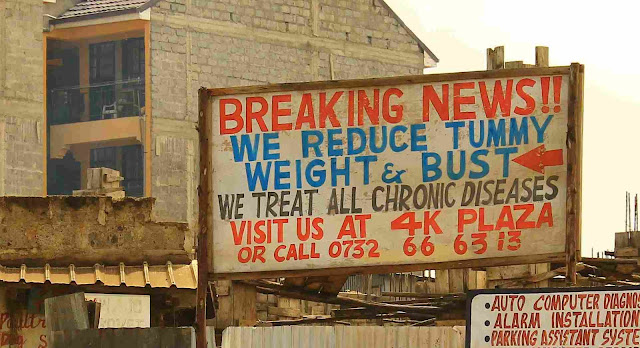 BREAKING NEWS!!
WE REDUCE TUMMY
WEIGHT & BUST
WE TREAT ALL CHRONIC DISEASES
VISIT US AT 4K PLAZA
OR CALL 0732 66 63 13
• AUTO COMPUTER DIAGNO
• ALARM INSTALLATION
• PARKING ASSISTANT SYSTE